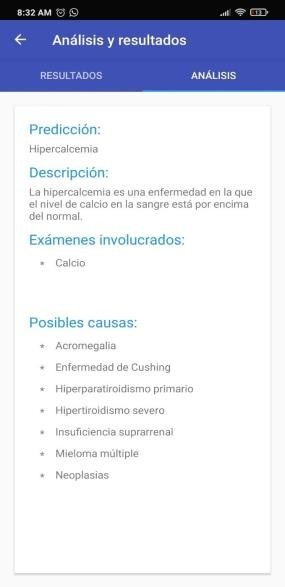 8:32 AM
13
Análisis y resultados
RESULTADOS
ANÁLISIS
Predicción:
Hipercalcemia
Descripción:
La hipercalcemia es una enfermedad en la que
el nivel de calcio en la sangre está por encima
del normal.
Exámenes involucrados:
* Calcio
Posibles causas:
* Acromegalia
* Enfermedad de Cushing
* Hiperparatiroidismo primario
* Hipertiroidismo severo
* Insuficiencia suprarrenal
* Mieloma múltiple
* Neoplasias